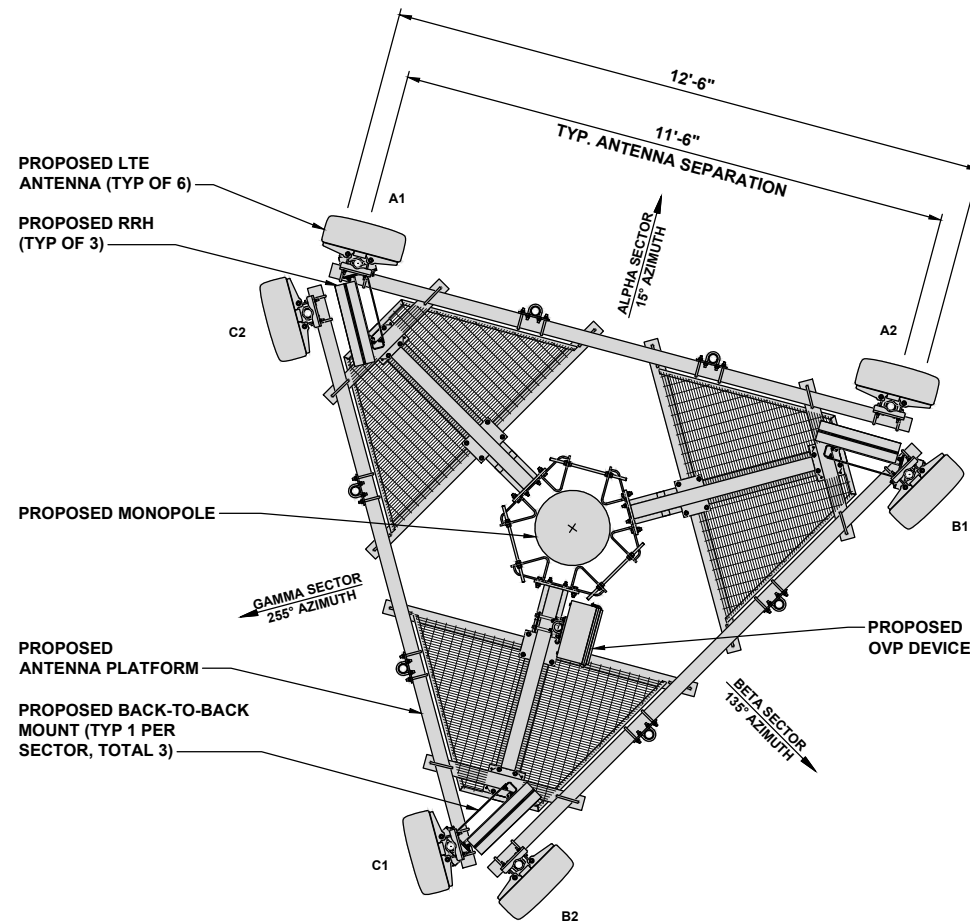 12'-6"
11'-6"
TYP. ANTENNA SEPARATION
PROPOSED LTE
ANTENNA (TYP OF 6)
A1
PROPOSED RRH
(TYP OF 3)
ALPHA SECTOR
15° AZIMUTH
C2
A2
PROPOSED MONOPOLE
B1
GAMMA SECTOR
255° AZIMUTH
PROPOSED
OVP DEVICE
PROPOSED
ANTENNA PLATFORM
BETA SECTOR
135° AZIMUTH
PROPOSED BACK-TO-BACK
MOUNT (TYP 1 PER
SECTOR, TOTAL 3)
C1
B2